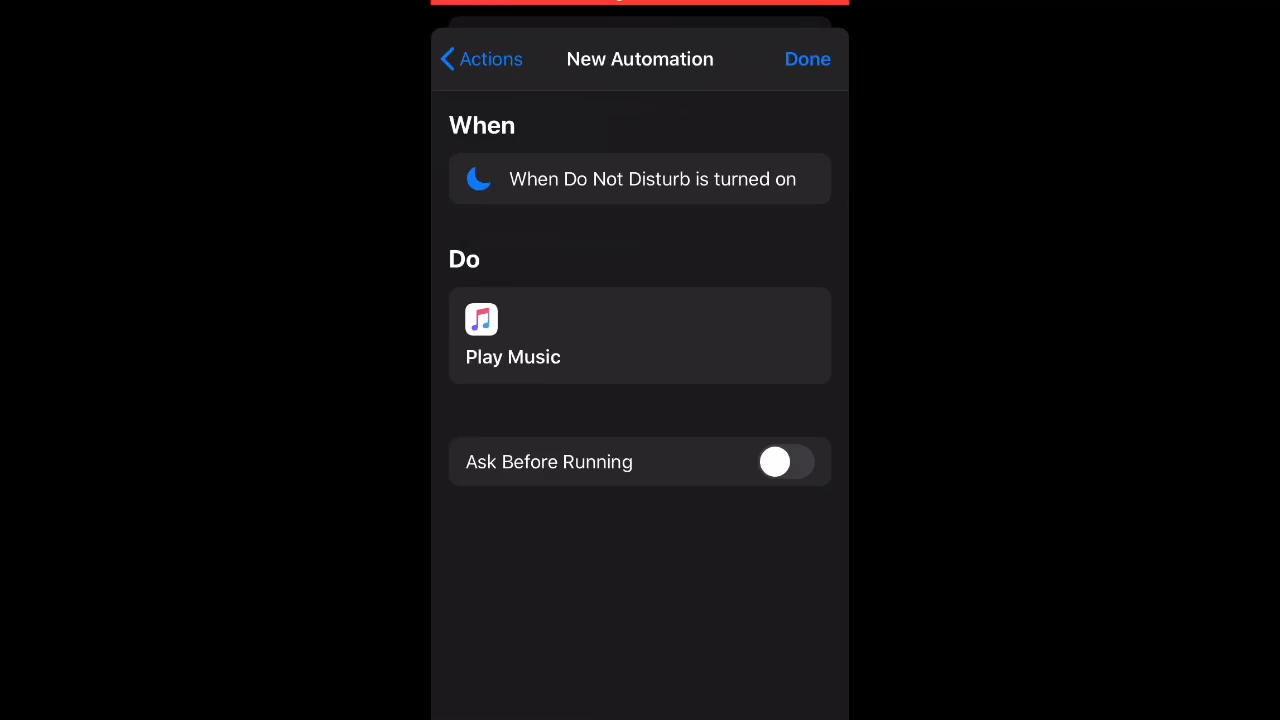 Actions
New Automation
Done
When
When Do Not Disturb is turned on
Do
Play Music
Ask Before Running